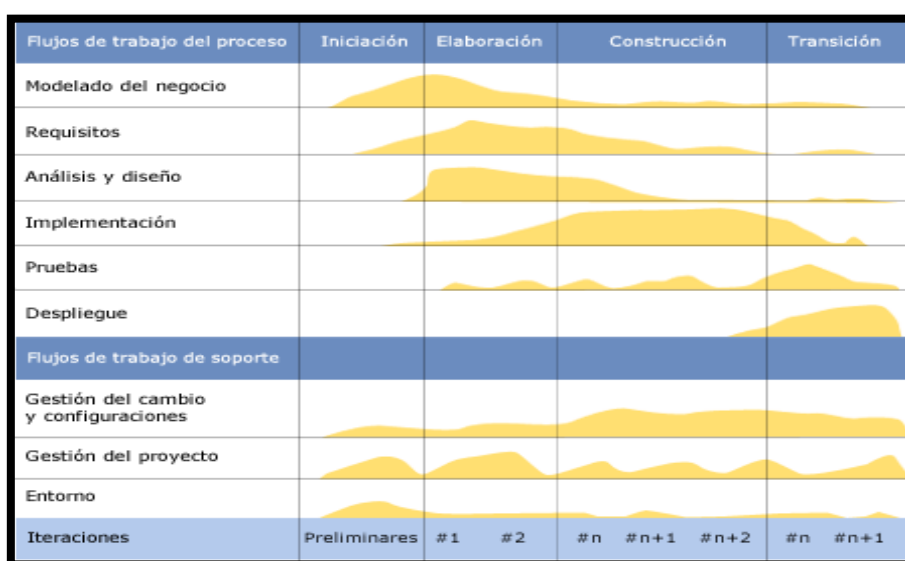 Flujos de trabajo del proceso Iniciación Elaboración Construcción Transición
Modelado del negocio
Requisitos
Análisis y diseño
Implementación
Pruebas
Despliegue
Flujos de trabajo de soporte
Gestión del cambio
y configuraciones
Gestión del proyecto
Entorno
Iteraciones Preliminares #1 #2 #n #n+1 #n+2 #n #n+1